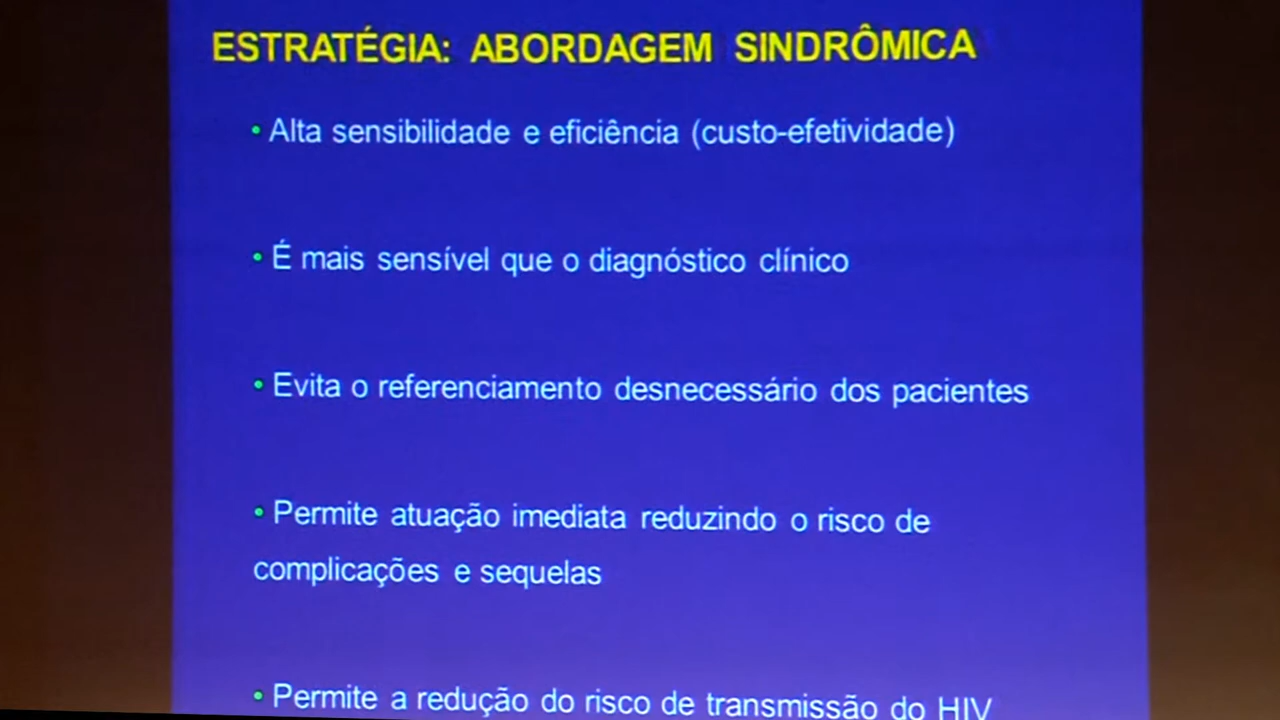 ESTRATÉGIA: ABORDAGEM SINDRÔMICA
• Alta sensibilidade e eficiência (custo-efetividade)
• É mais sensível que o diagnóstico clínico
• Evita o referenciamento desnecessário dos pacientes
• Permite atuação imediata reduzindo o risco de
complicações e sequelas
• Permite a redução do risco de transmissão do HIV